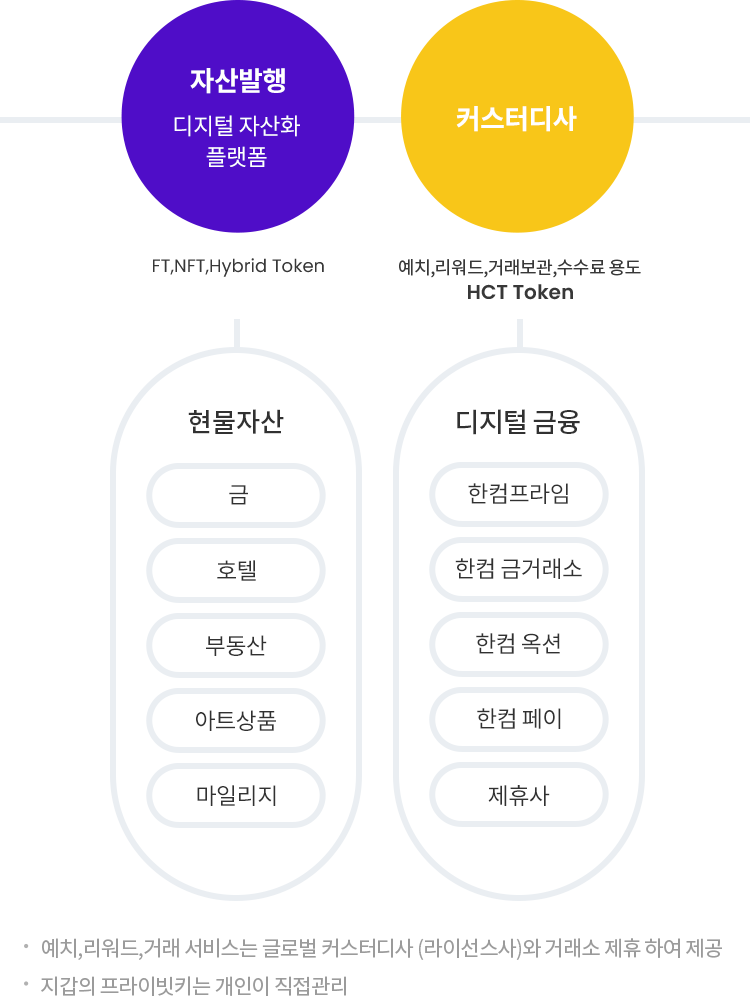 자산발행
디지털 자산화
플랫폼
커스터디사
FT,NFT,Hybrid Token
예치,리워드,거래보관,수수료 용도
HCT Token
현물자산
금
호텔
부동산
아트상품
마일리지
디지털 금융
한컴프라임
한컴 금거래소
한컴 옥션
한컴 페이
제휴사
• 예치,리워드,거래 서비스는 글로벌 커스터디사 (라이선스사)와 거래소 제휴 하여 제공
• 지갑의 프라이빗키는 개인이 직접관리